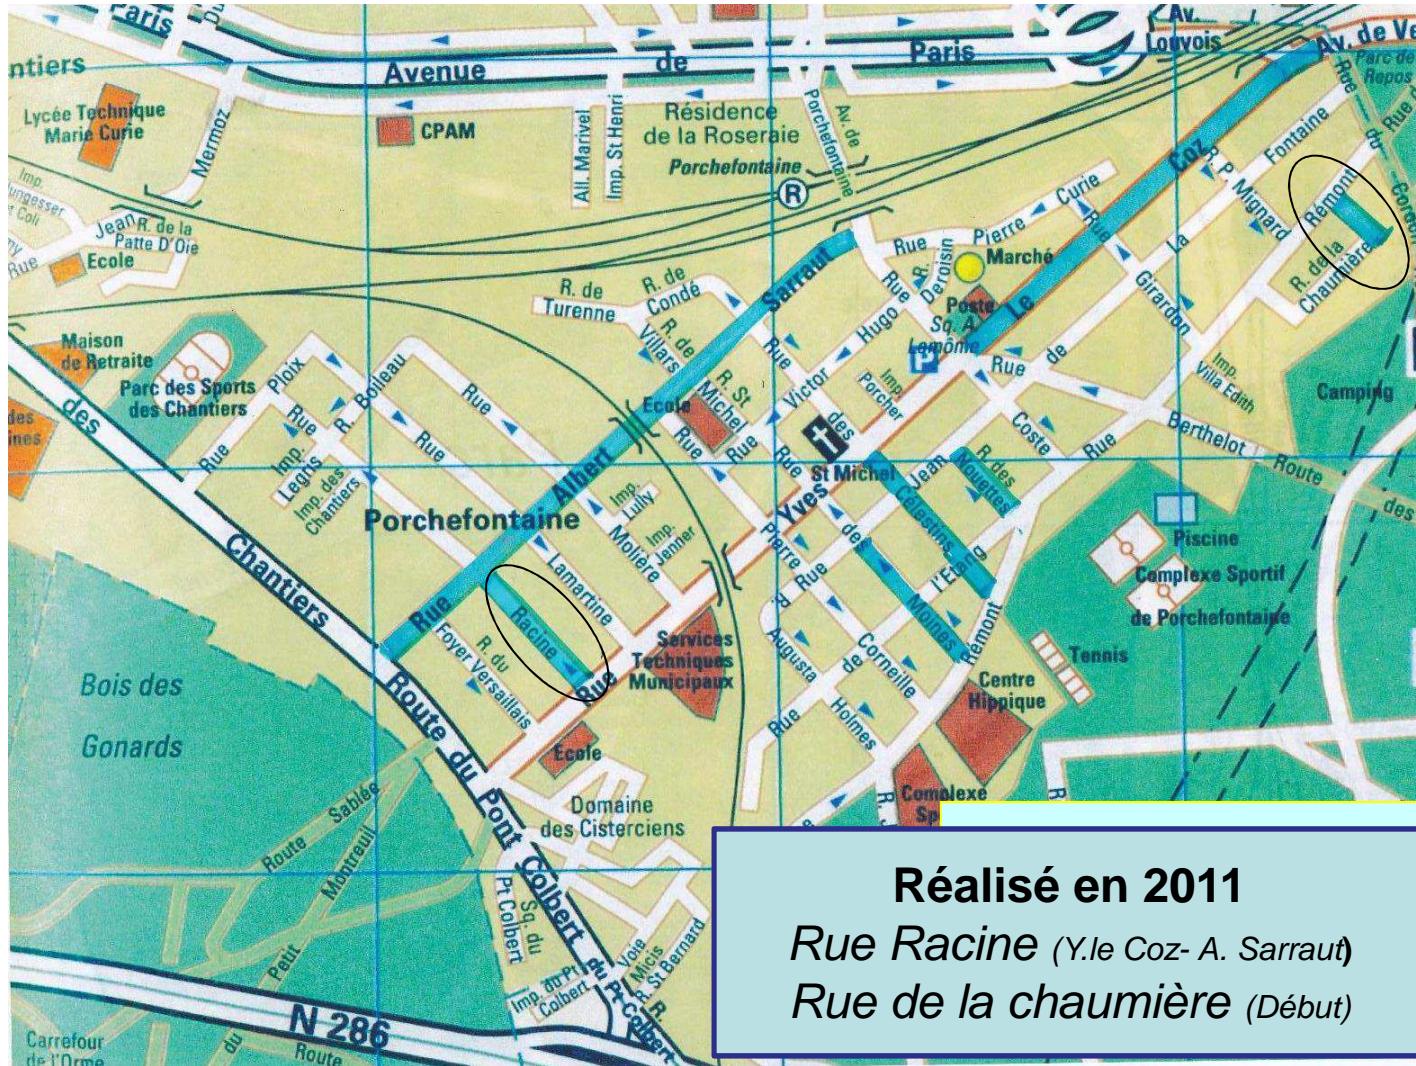 Paris
Avenue de Paris
Av.
Louvois
Av. de Ve
Parc de
Repos
ntiers
Lycée Technique
Marie Curie
Mermoz
CPAM
All. Marivel
Imp. St Henri
Résidence
de la Roseraie
Porchefontaine
Av. de
Porchefontaine
R
Imp.
Jean
R. de la
Patte D'Oie
Rue
Ecole
R. de
Turenne
R. de
Condé
R. de
Villars
Rue Albert Sarraut
Rue Pierre Curie
R.
Deroisin
Marché
Poste
Sq. A.
Lamôme
P
Rue Yves Le Coz
R. P. Mignard
Rue de La Fontaine
Rémont
R. de la
Chaumière
Rue du
Rue Girardon
Imp.
Villa Edith
Camping
Maison
de Retraite
Parc des Sports
des Chantiers
Rue Ploix
Rue
R. Boileau
Rue
Rue
Imp.
Legris
Imp. des
Chantiers
Ecole
R. St
Michel
Rue
Victor Hugo
Rue
Imp.
Porcher
St Michel
Rue
Coste
Rue
Berthelot
Route
des
R. des
Nouettes
Rue des Célestins
Rue Jean
de l'Etang
Rue des Moines
Rémont
Piscine
Complexe Sportif
de Porchefontaine
Tennis
Centre
Hippique
Porchefontaine
Imp.
Lully
Imp.
Jenner
Molière
Lamartine
Racine
R. du
Foyer Versaillais
Services
Techniques
Municipaux
Pierre
Augusta
Holmes
Rue de Corneille
Complexe
Sp
R. J
Ecole
Domaine
des Cisterciens
des Chantiers
Route du Pont Colbert
Bois des
Gonards
Route Sablée
Montreuil
Petit
du
Sq. du
Pt Colbert
Imp. du Pt
Colbert
Voie
Micis
R. St Bernard
R. du Pt Colbert
N 286
Route
Carrefour
de l'Orme
Réalisé en 2011
Rue Racine (Y.le Coz- A. Sarraut)
Rue de la chaumière (Début)